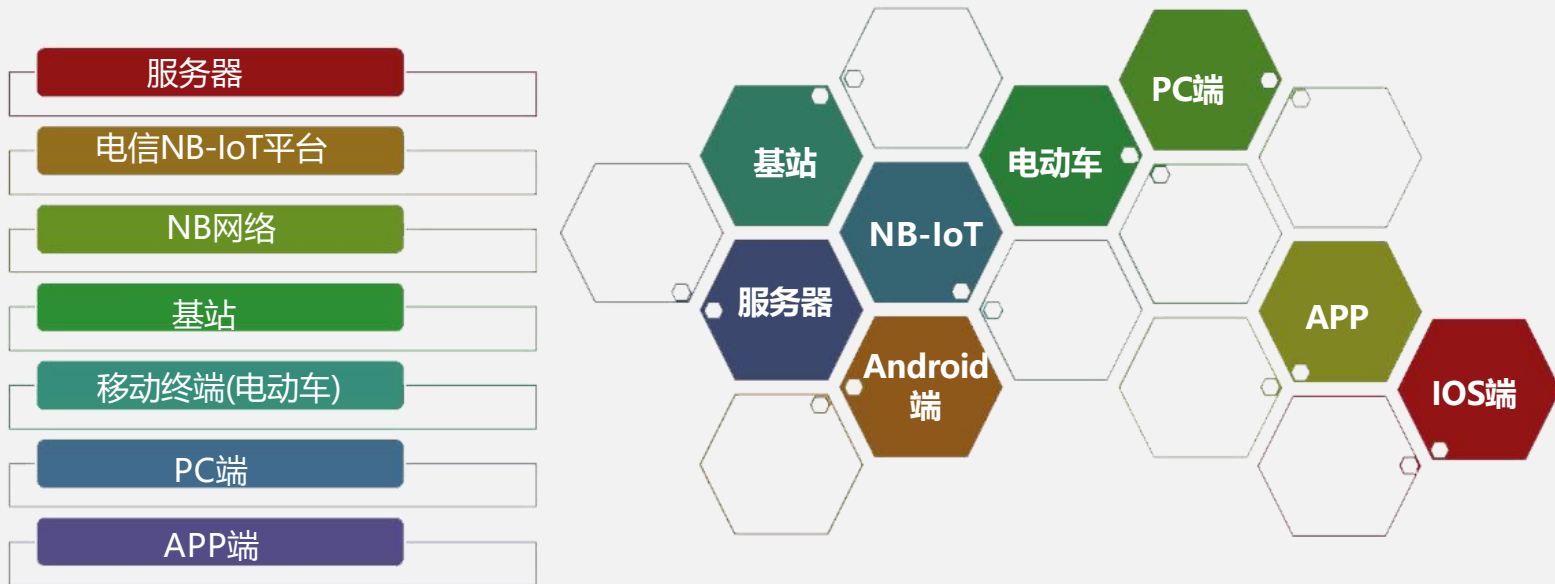 服务器
电信NB-IoT平台
NB网络
基站
移动终端(电动车)
PC端
APP端
PC端
基站
电动车
NB-IoT
服务器
APP
Android
端
IOS端